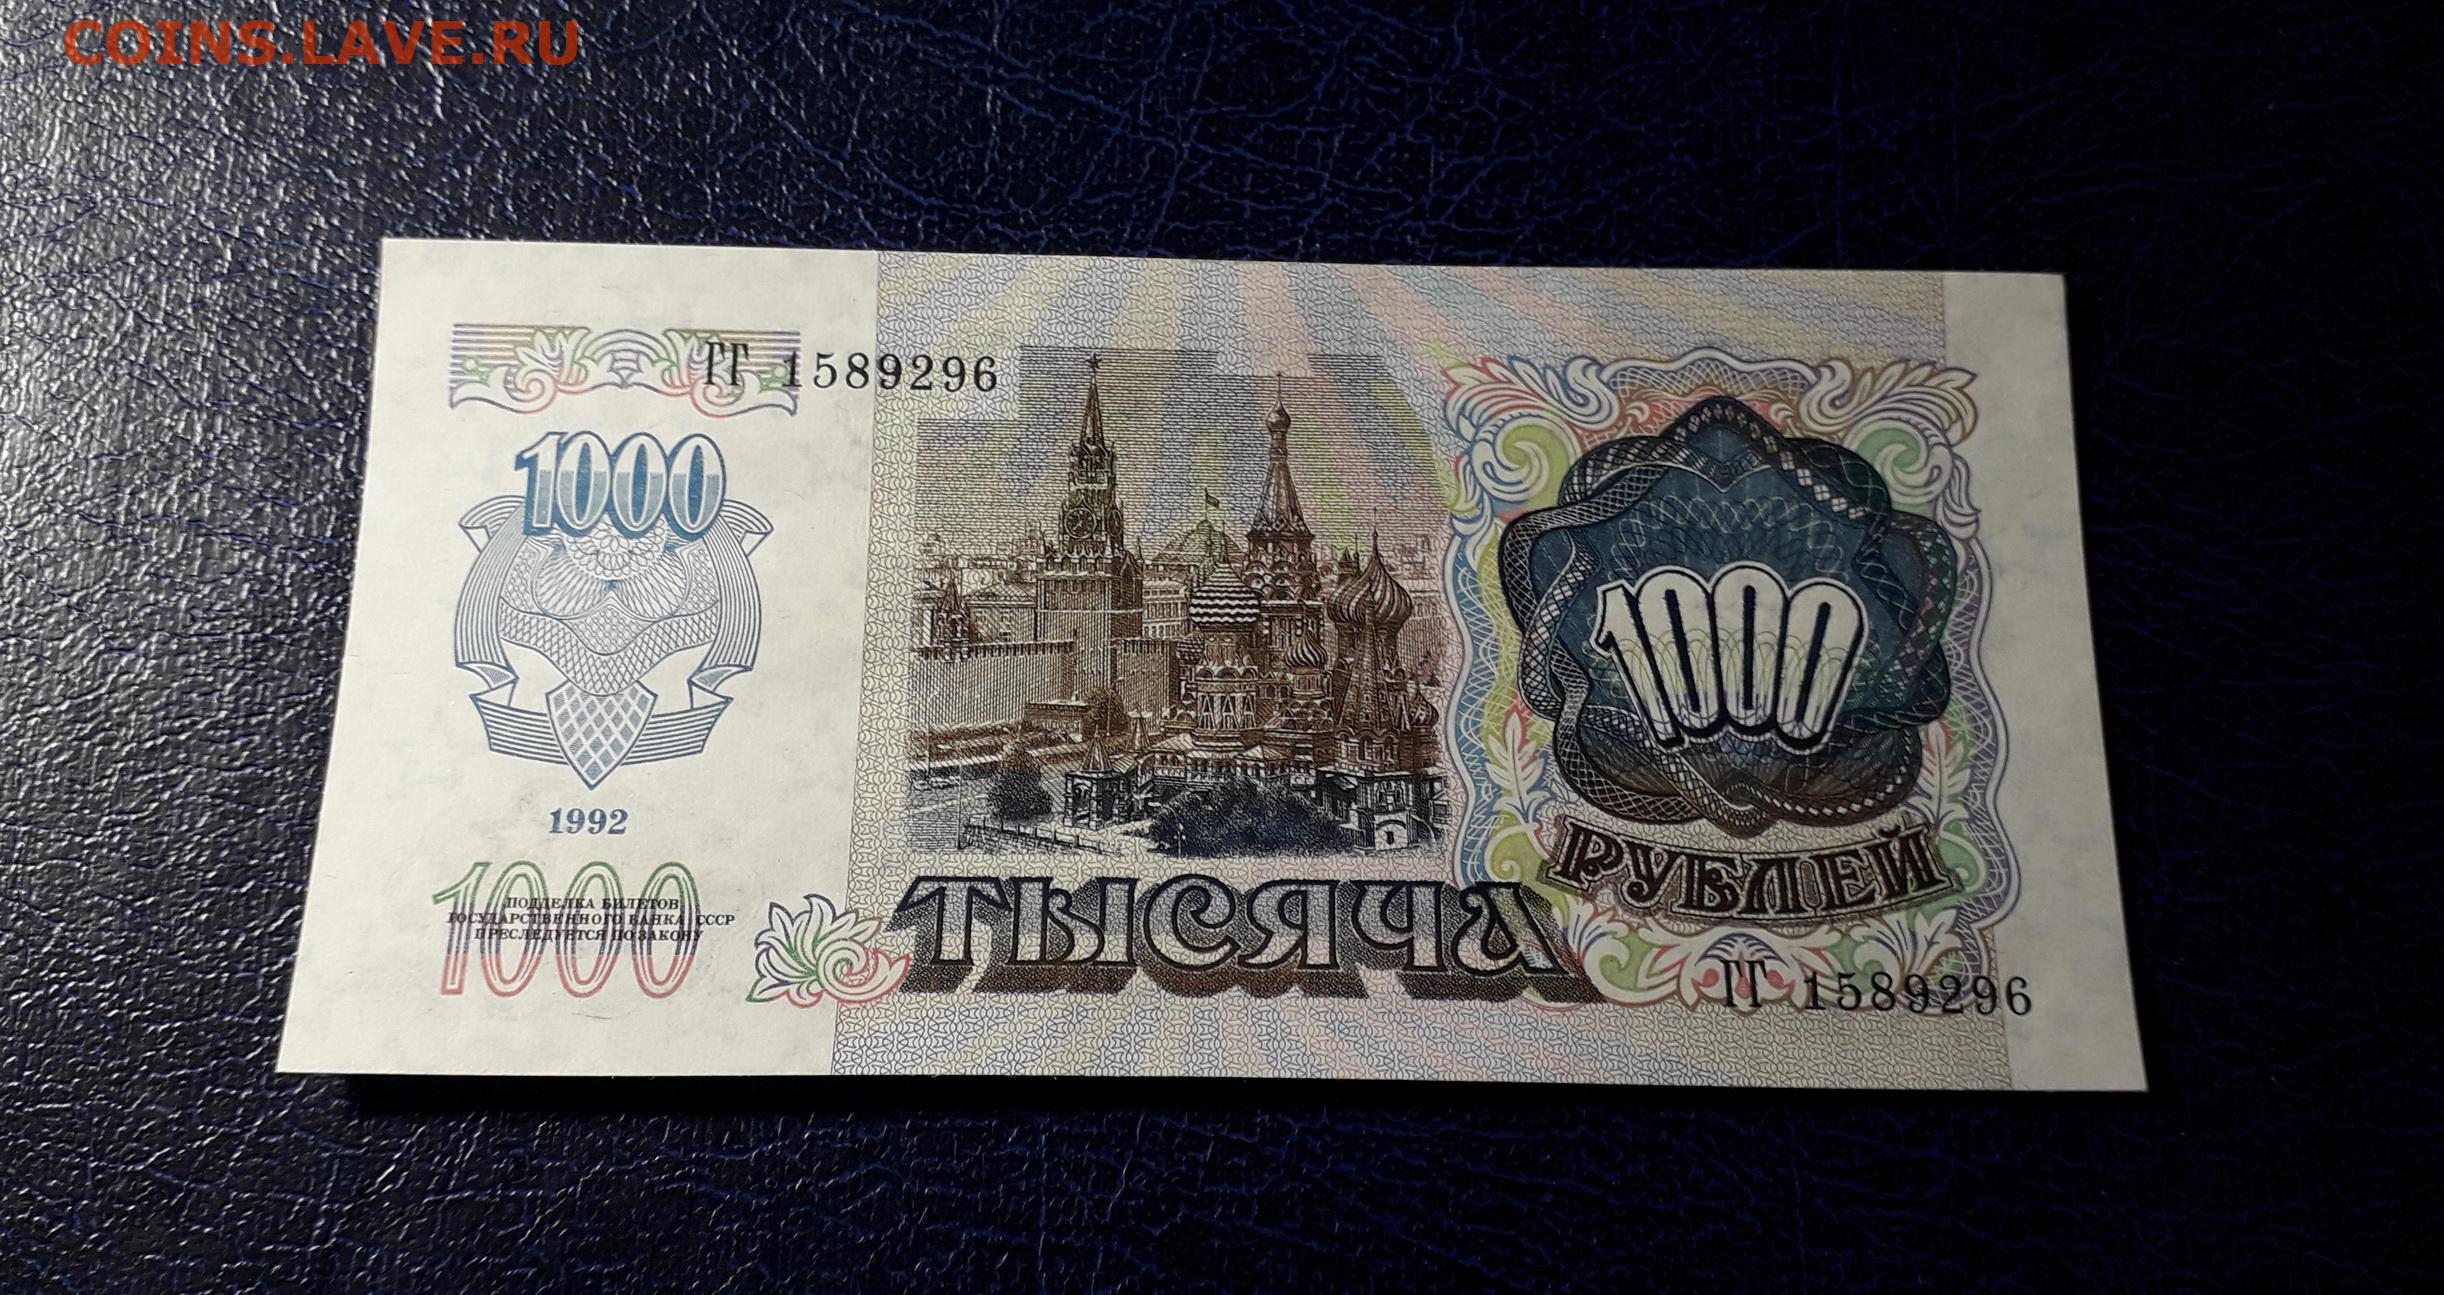 COINS.LAVE.RU
ГГ 1589296
1000
1992
1000
ПОДДЕЛКА БИЛЕТОВ
ГОСУДАРСТВЕННОГО БАНКА СССР
ПРЕСЛЕДУЕТСЯ ПО ЗАКОНУ
ТЫСЯЧА
1000
РУБЛЕЙ
ГГ 1589296